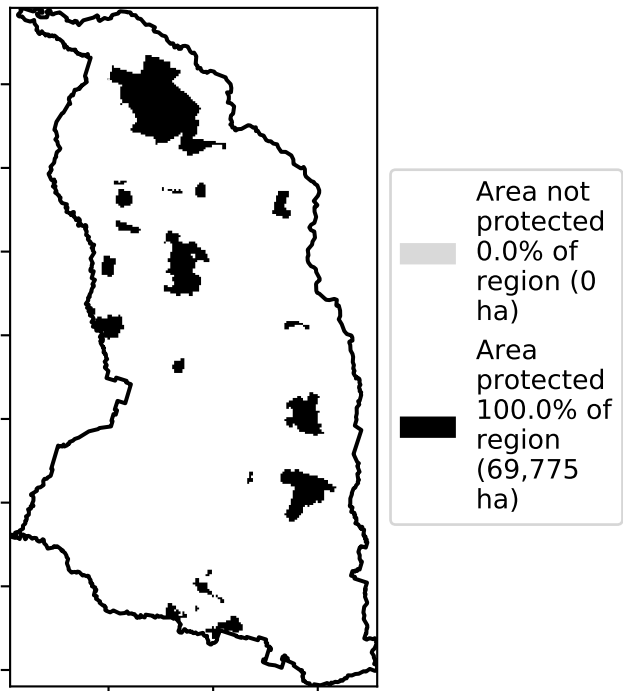 Area not
protected
0.0% of
region (0
ha)
Area
protected
100.0% of
region
(69,775
ha)